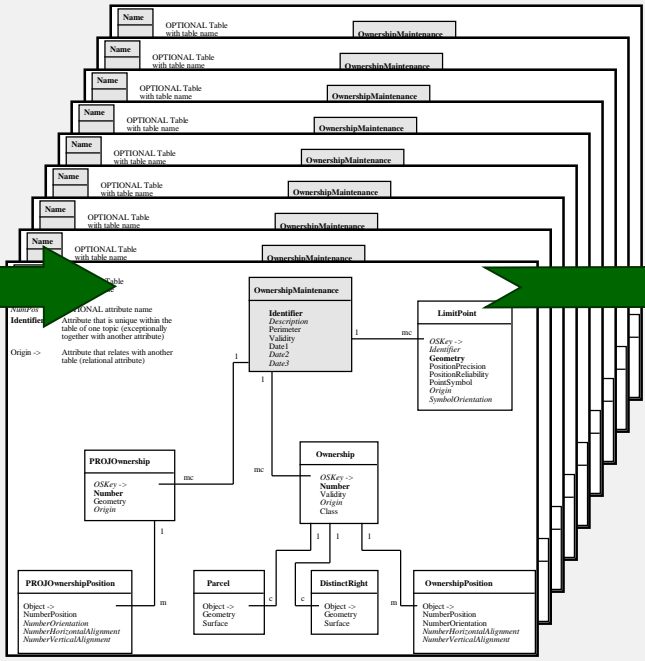 Name
OPTIONAL Table
with table name
OwnershipMaintenance
Name
OPTIONAL Table
with table name
OwnershipMaintenance
Name
OPTIONAL Table
with table name
OwnershipMaintenance
Name
OPTIONAL Table
with table name
OwnershipMaintenance
Name
OPTIONAL Table
with table name
OwnershipMaintenance
Name
OPTIONAL Table
with table name
OwnershipMaintenance
Name
OPTIONAL Table
with table name
OwnershipMaintenance
Name
OPTIONAL Table
with table name
OwnershipMaintenance
Table
NumPos
attribute name
Identifier
Attribute that is unique within the
table of one topic (exceptionally
together with another attribute)
Origin ->
Attribute that relates with another
table (relational attribute)
OwnershipMaintenance
Identifier
Description
Perimeter
Validity
Date1
Date2
Date3
1
mc
LimitPoint
OSKey ->
Identifier
Geometry
PositionPrecision
PositionReliability
PointSymbol
Origin
SymbolOrientation
1
1
PROJOwnership
OSKey ->
Number
Geometry
Origin
mc
mc
Ownership
OSKey ->
Number
Validity
Origin
Class
1
1
1
1
PROJOwnershipPosition
Object ->
NumberPosition
NumberOrientation
NumberHorizontalAlignment
NumberVerticalAlignment
m
Parcel
Object ->
Geometry
Surface
c
DistinctRight
Object ->
Geometry
Surface
c
OwnershipPosition
Object ->
NumberPosition
NumberOrientation
NumberHorizontalAlignment
NumberVerticalAlignment
m